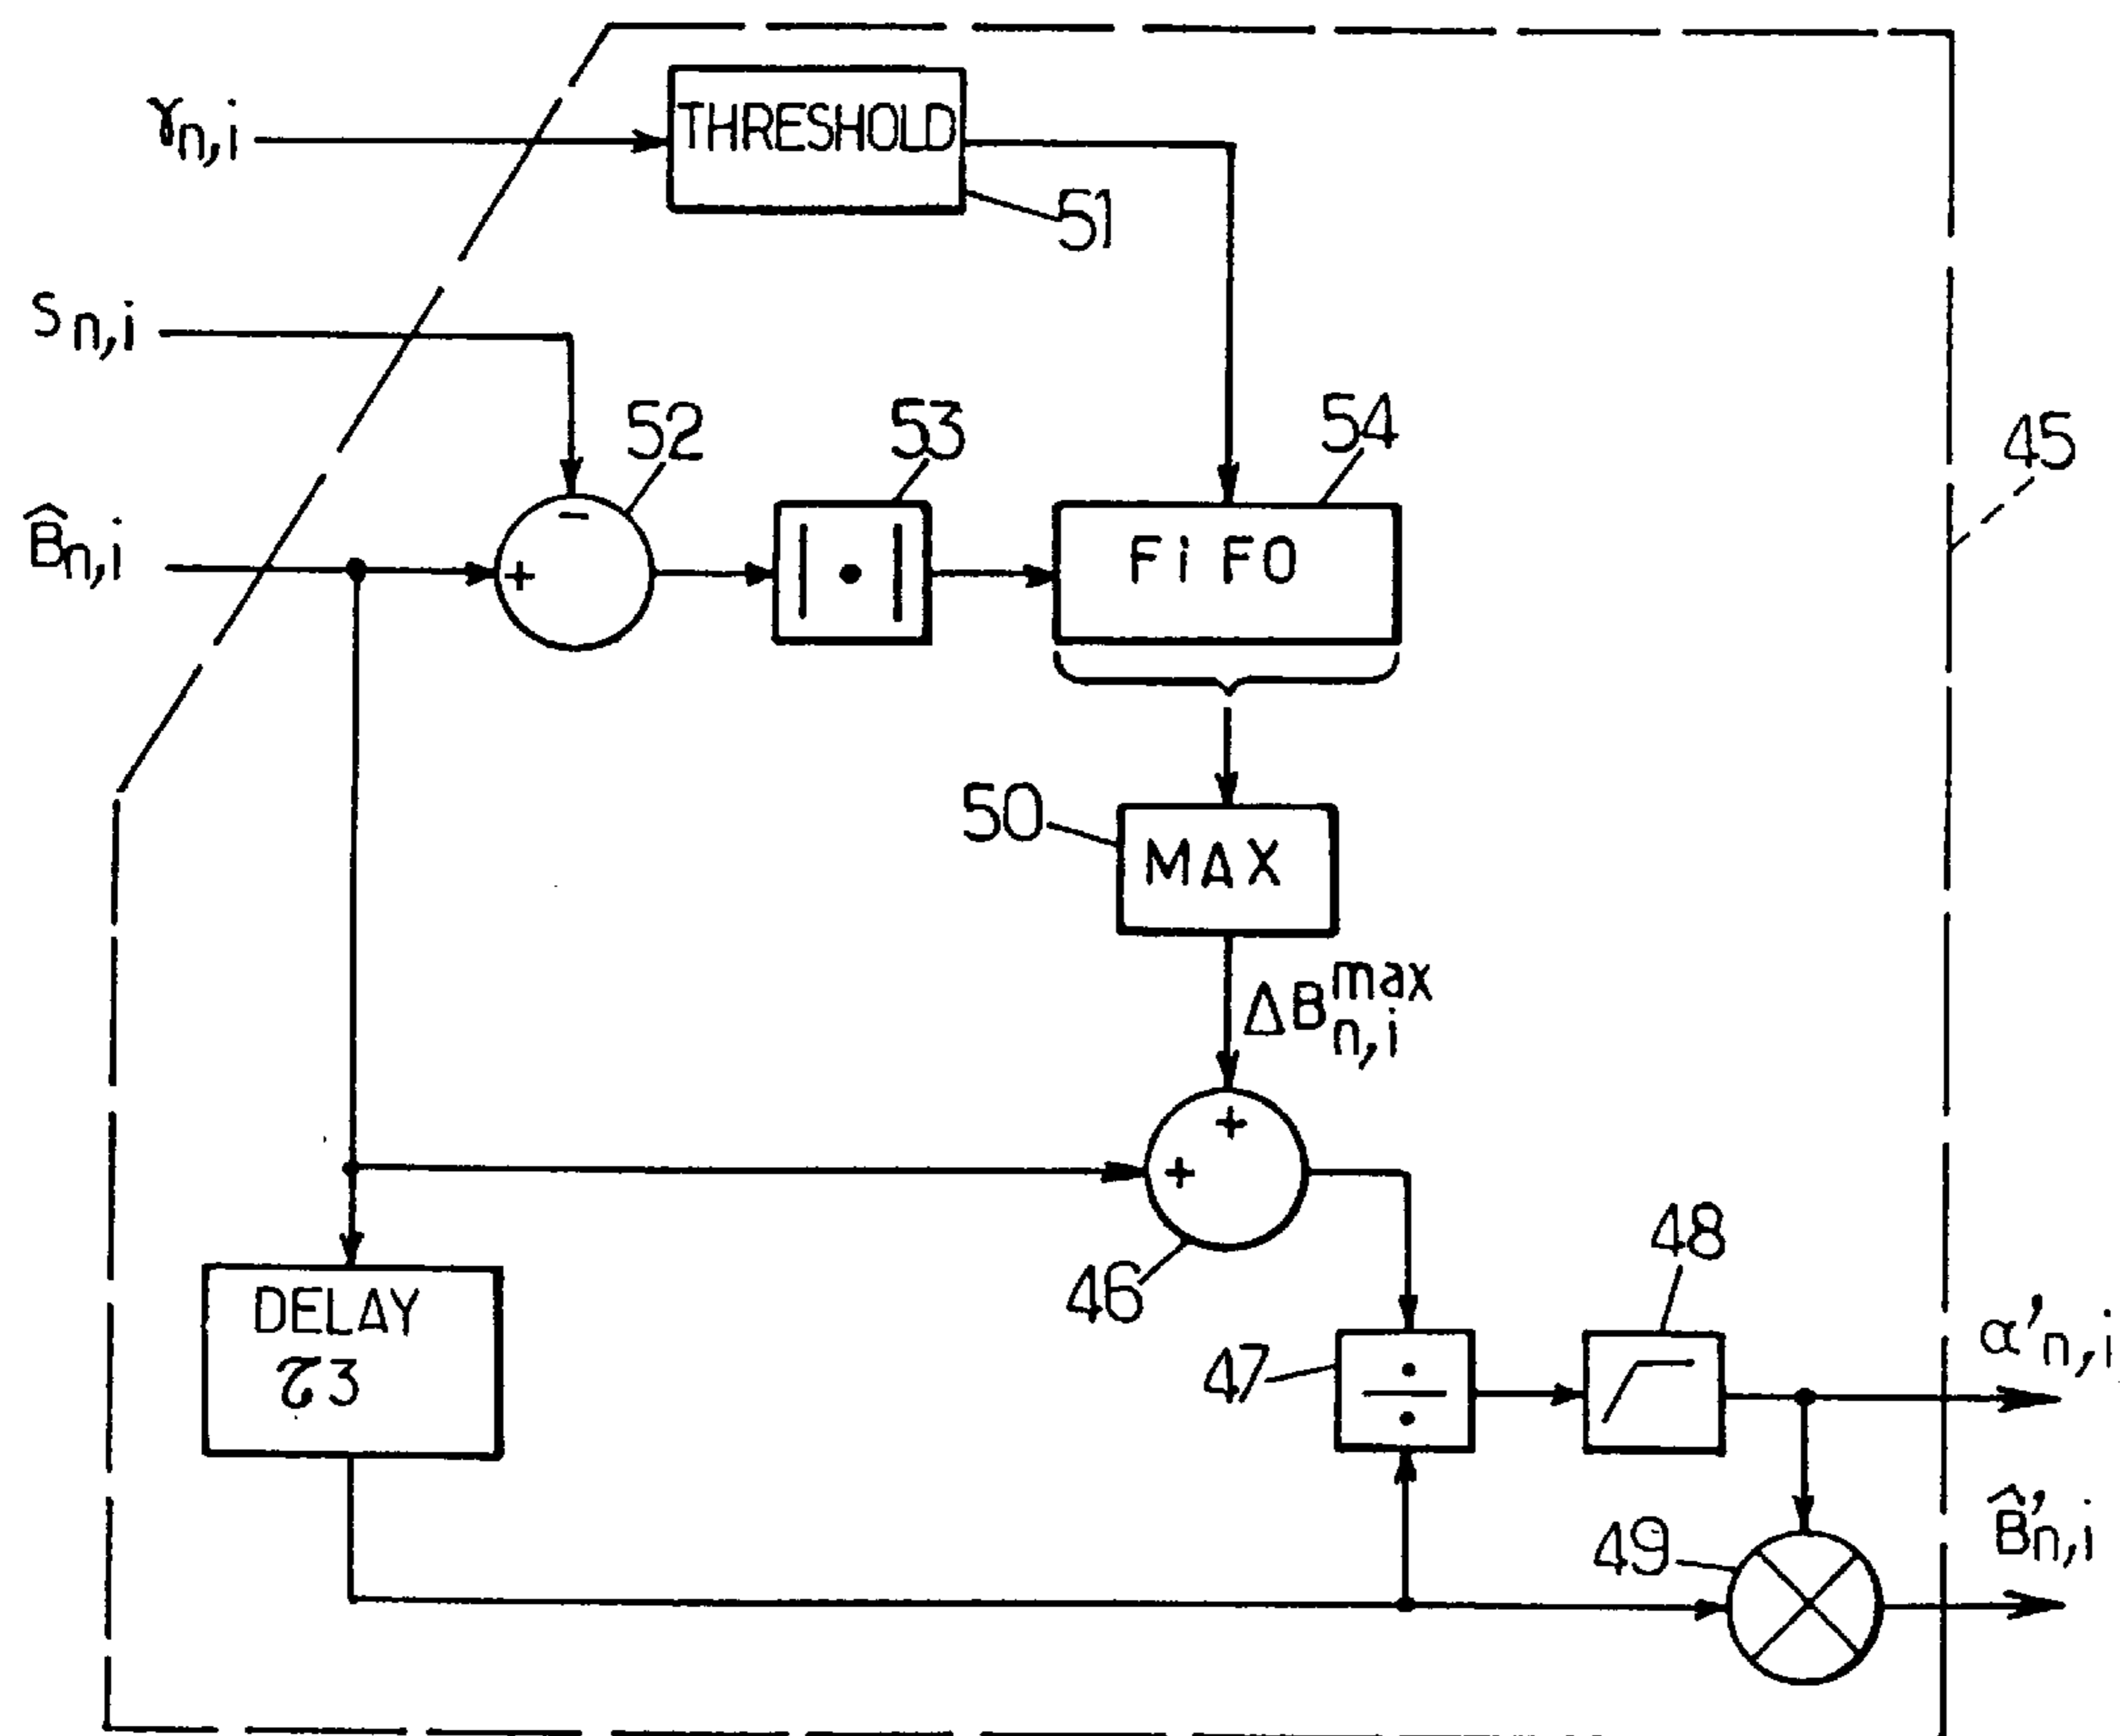 γn,i
THRESHOLD
51
Sn,i
52
53
54
45
B̂n,i
−
+
| • |
FiFO
50
MAX
ΔB max n,i
+
+
46
48
DELAY
τ3
47
÷
α'n,i
49
B̂'n,i